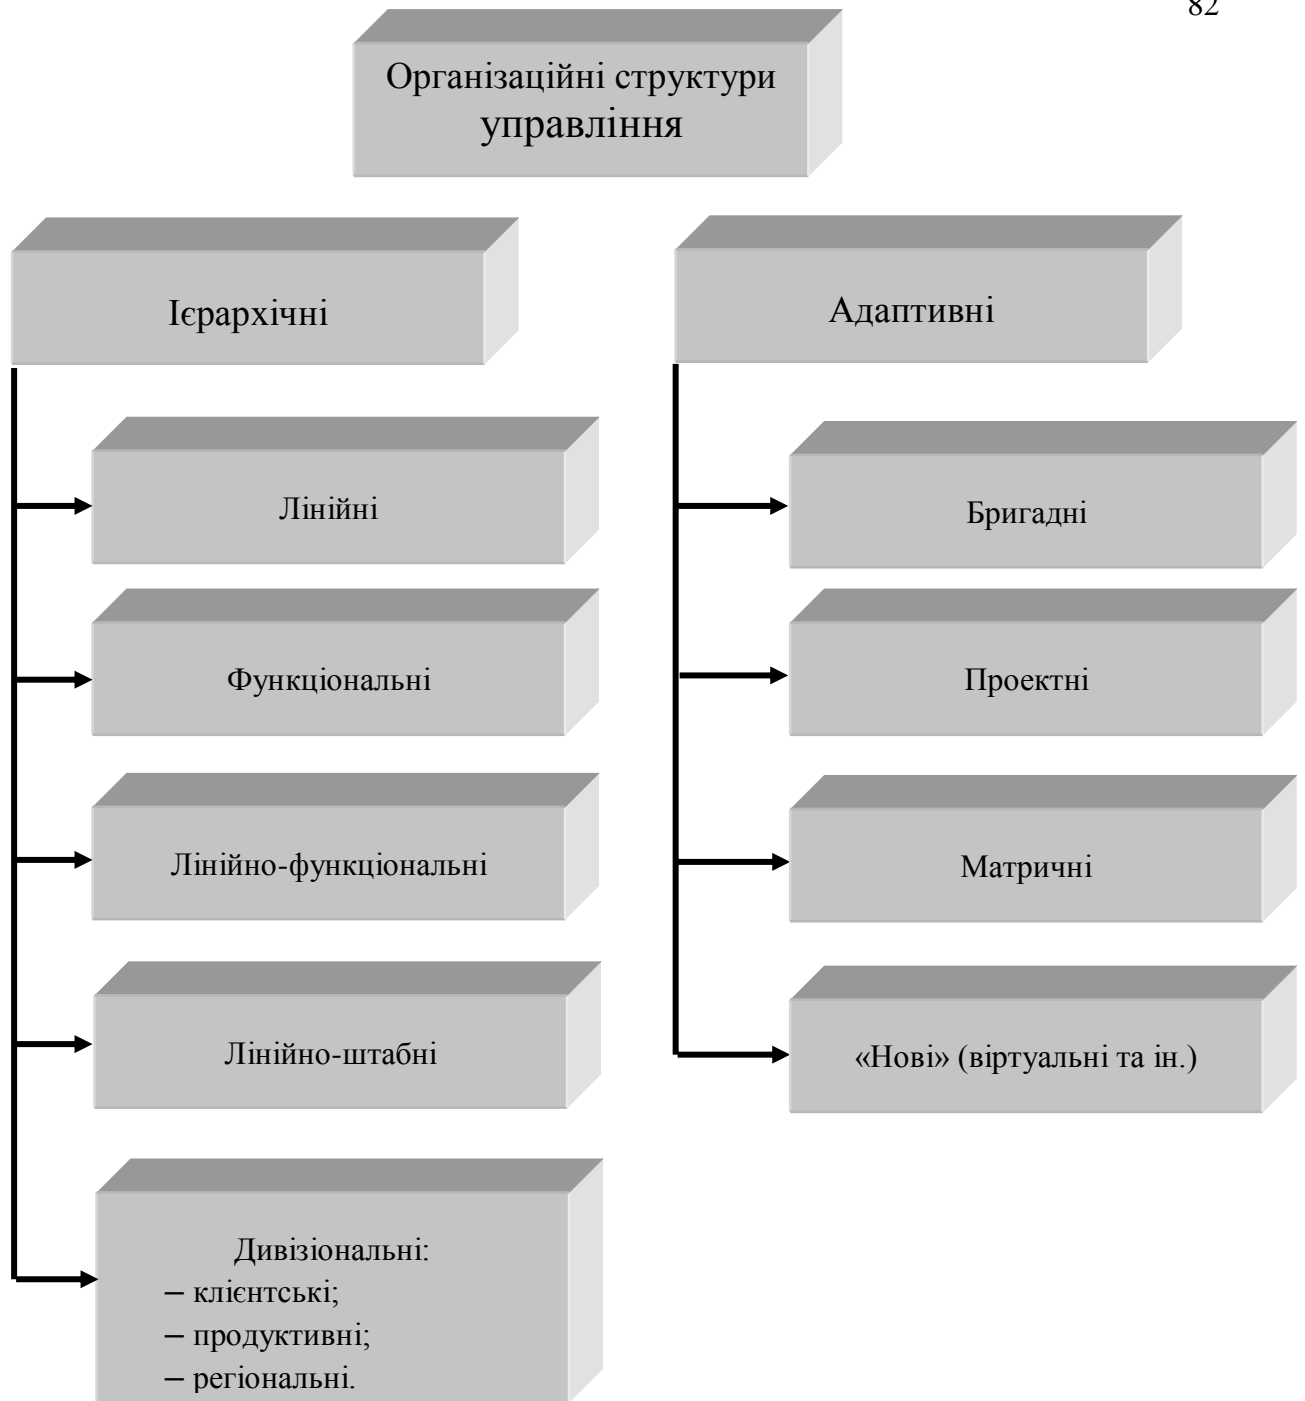 82
Організаційні структури
управління
Ієрархічні
Лінійні
Функціональні
Лінійно-функціональні
Лінійно-штабні
Дивізіональні:
– клієнтські;
– продуктивні;
– регіональні.
Адаптивні
Бригадні
Проектні
Матричні
«Нові» (віртуальні та ін.)